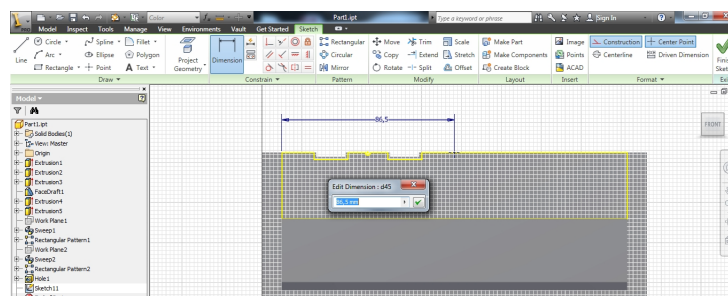 Color
Part1.ipt
Type a keyword or phrase
Sign In
PRO
Model Inspect Tools Manage View Environments Vault Get Started Sketch
Line
Circle
Spline
Fillet
Arc
Ellipse
Polygon
Rectangle
Point
Text
Project Geometry
Dimension
Rectangular
Circular
Mirror
Move
Trim
Scale
Copy
Extend
Stretch
Rotate
Split
Offset
Make Part
Make Components
Create Block
Image
Points
ACAD
Construction
Center Point
Centerline
Driven Dimension
Finish
Draw
Constrain
Pattern
Modify
Layout
Insert
Format
Exit
Model
Part1.ipt
Solid Bodies(1)
View: Master
Origin
Extrusion1
Extrusion2
Extrusion3
FaceDraft1
Extrusion4
Extrusion5
Work Plane1
Sweep1
Rectangular Pattern1
Work Plane2
Sweep2
Rectangular Pattern2
Hole1
Sketch11
86,5
FRONT
Edit Dimension : d45
86,5 mm